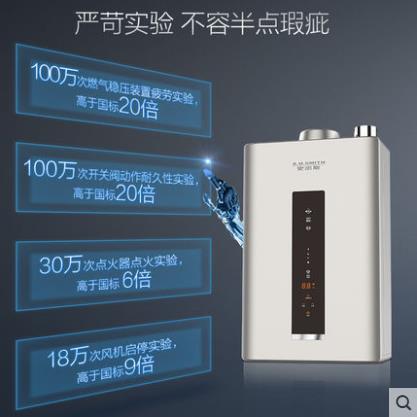 严苛实验 不容半点瑕疵
100万次燃气稳压装置疲劳实验，
高于国标20倍
100万次开关阀动作耐久性实验，
高于国标20倍
30万次点火器点火实验，
高于国标6倍
18万次风机启停实验，
高于国标9倍
A.O.SMITH